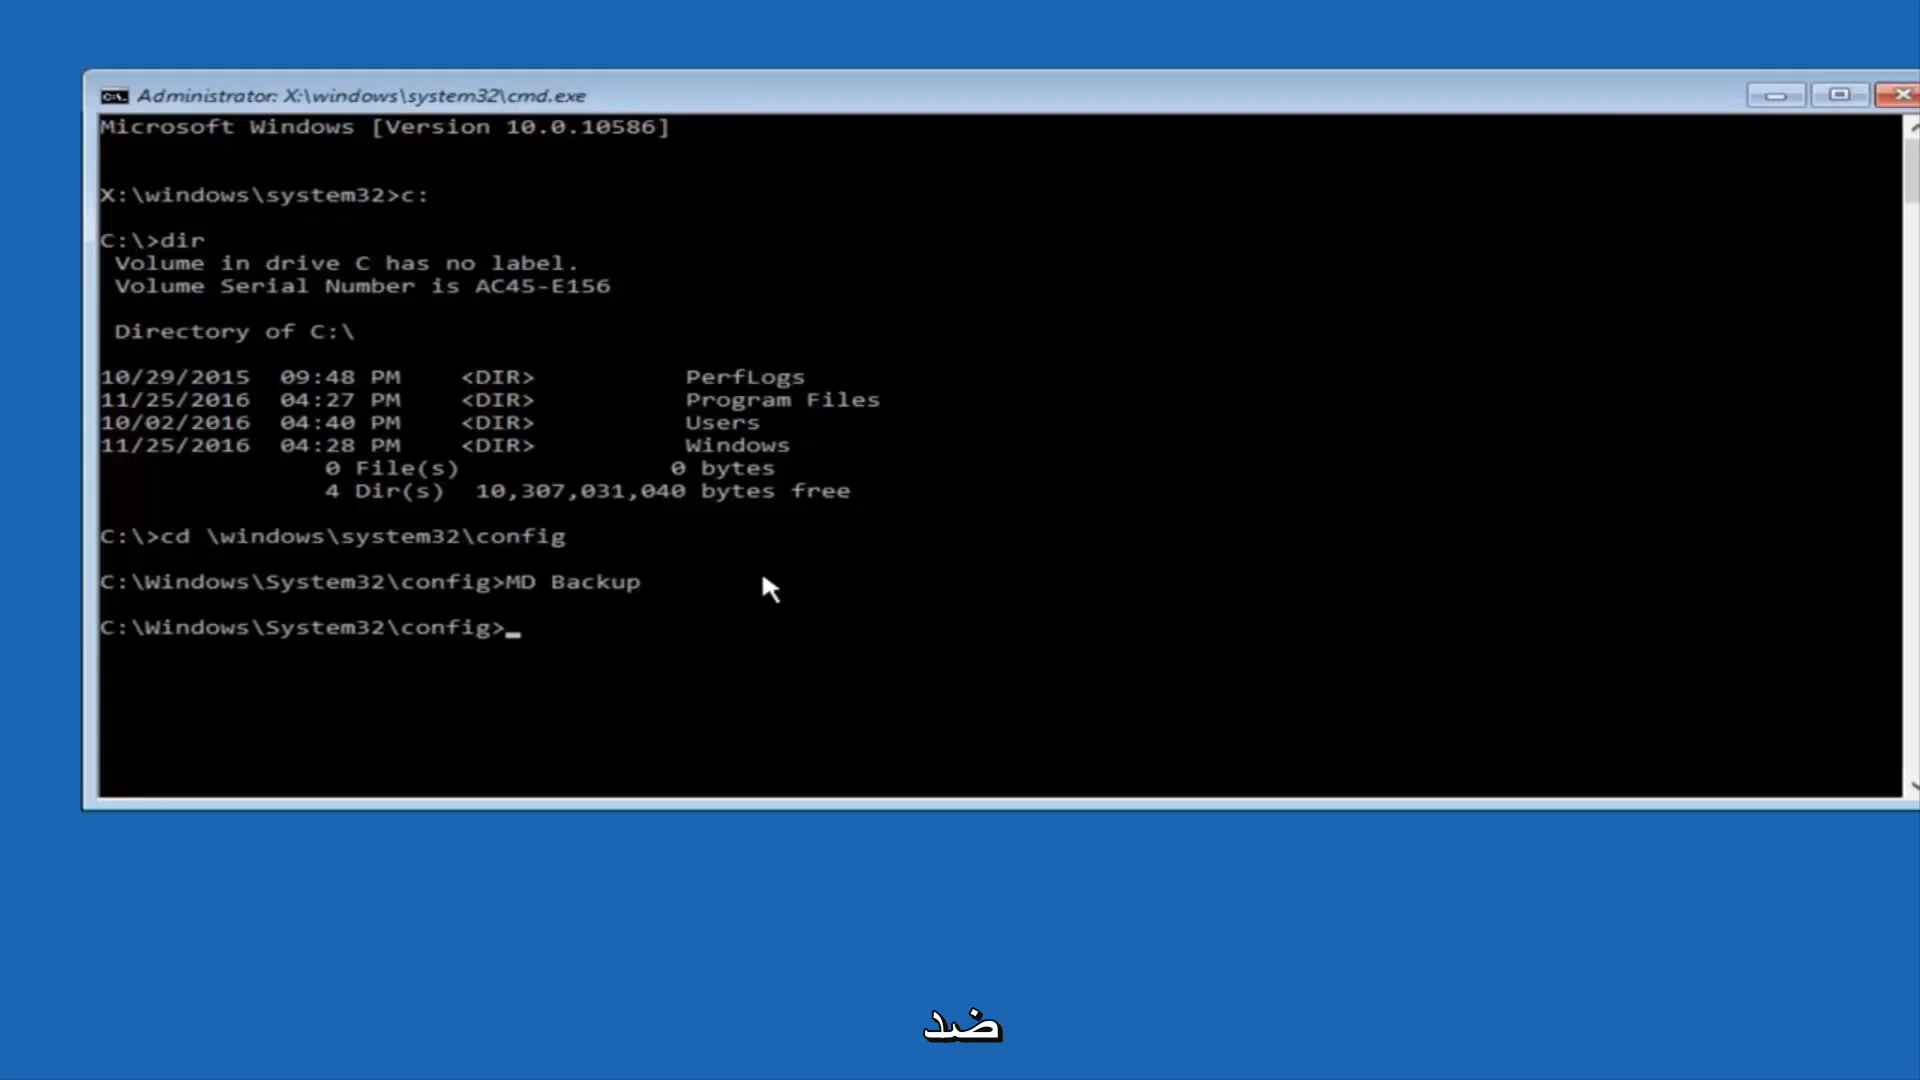 Administrator: X:\windows\system32\cmd.exe
Microsoft Windows [Version 10.0.10586]
X:\windows\system32>c:
C:\>dir
Volume in drive C has no label.
Volume Serial Number is AC45-E156
Directory of C:\
10/29/2015 09:48 PM <DIR> PerfLogs
11/25/2016 04:27 PM <DIR> Program Files
10/02/2016 04:40 PM <DIR> Users
11/25/2016 04:28 PM <DIR> Windows
0 File(s) 0 bytes
4 Dir(s) 10,307,031,040 bytes free
C:\>cd \windows\system32\config
C:\Windows\System32\config>MD Backup
C:\Windows\System32\config>_
ضد